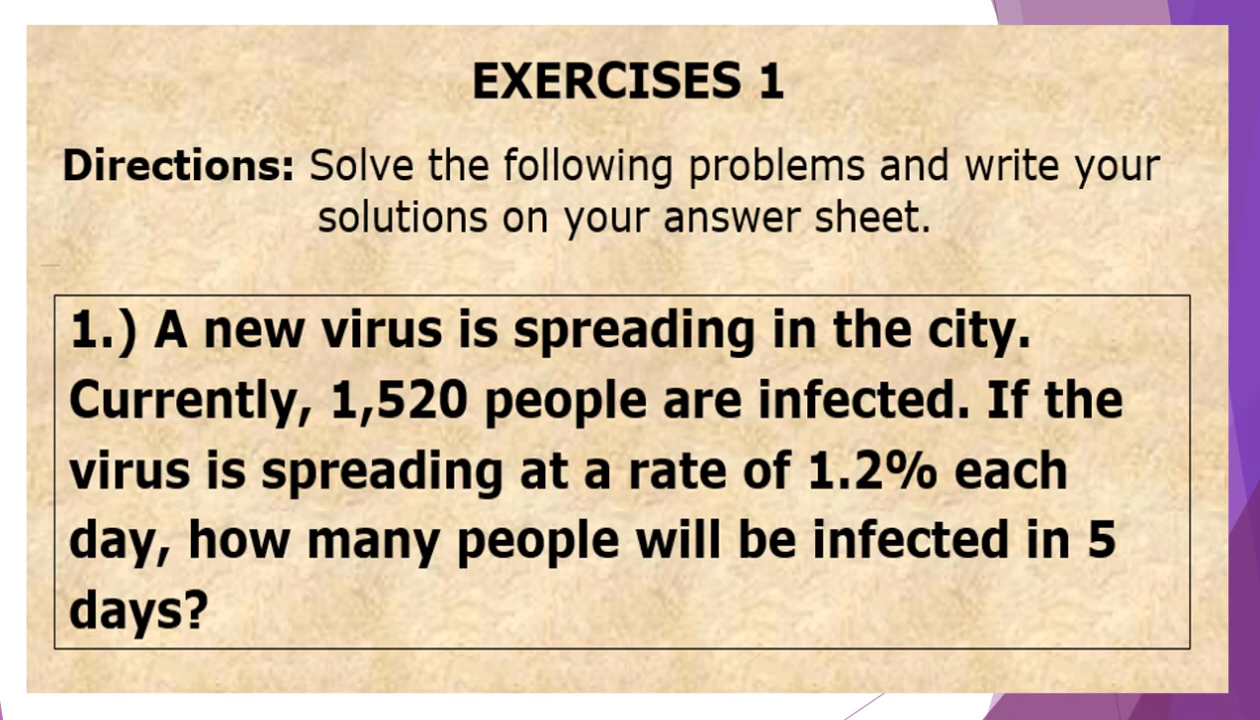 EXERCISES 1
Directions: Solve the following problems and write your
solutions on your answer sheet.
1.) A new virus is spreading in the city.
Currently, 1,520 people are infected. If the
virus is spreading at a rate of 1.2% each
day, how many people will be infected in 5
days?